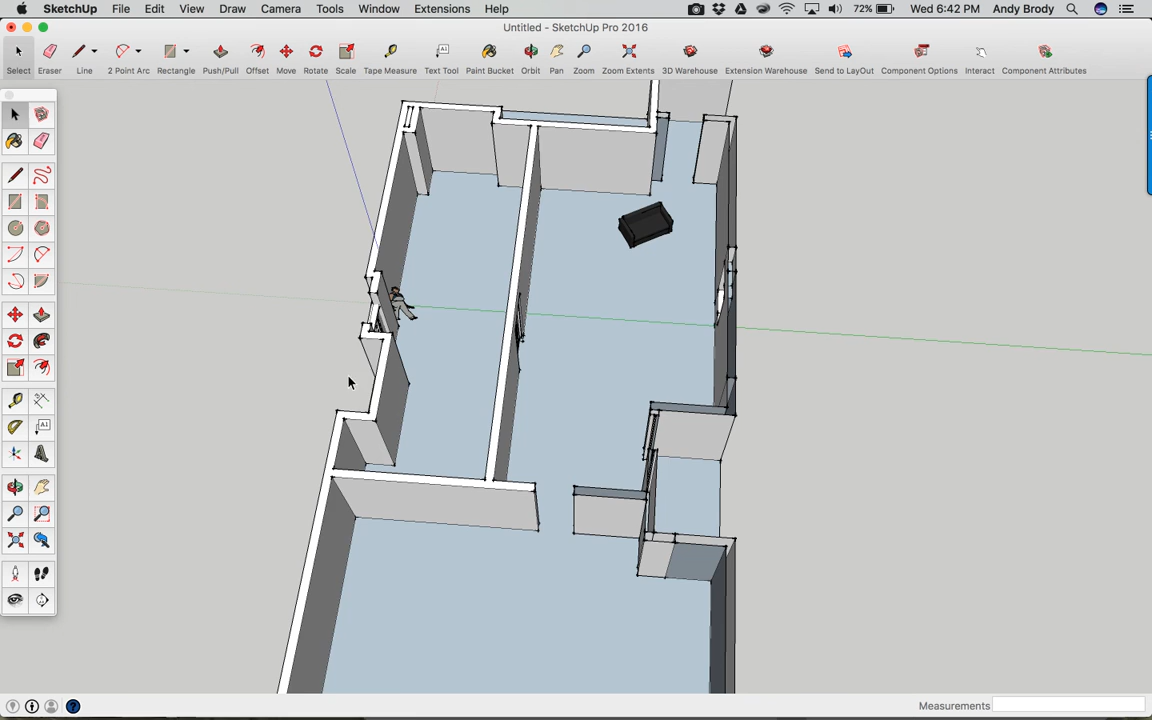 SketchUp File Edit View Draw Camera Tools Window Extensions Help 72% Wed 6:42 PM Andy Brody
Untitled - SketchUp Pro 2016
Select Eraser Line 2 Point Arc Rectangle Push/Pull Offset Move Rotate Scale Tape Measure Text Tool Paint Bucket Orbit Pan Zoom Zoom Extents 3D Warehouse Extension Warehouse Send to LayOut Component Options Interact Component Attributes
A1
A1
Measurements